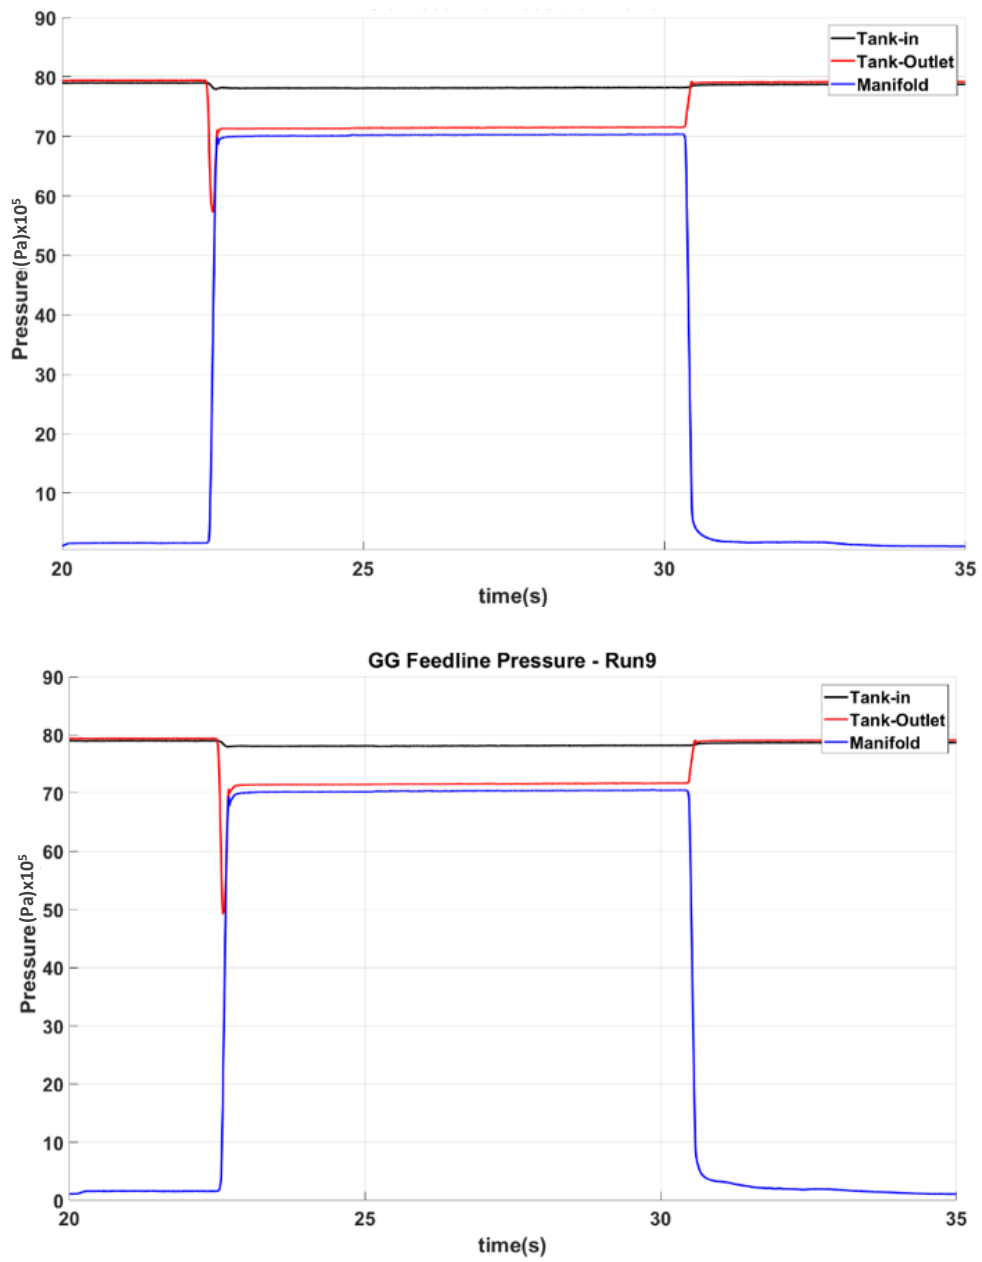 90
80
70
60
50
40
30
20
10
Pressure(Pa)x10⁵
Tank-in
Tank-Outlet
Manifold
20 25 30 35
time(s)
GG Feedline Pressure - Run9
90
80
70
60
50
40
30
20
10
0
Pressure(Pa)x10⁵
Tank-in
Tank-Outlet
Manifold
20 25 30 35
time(s)